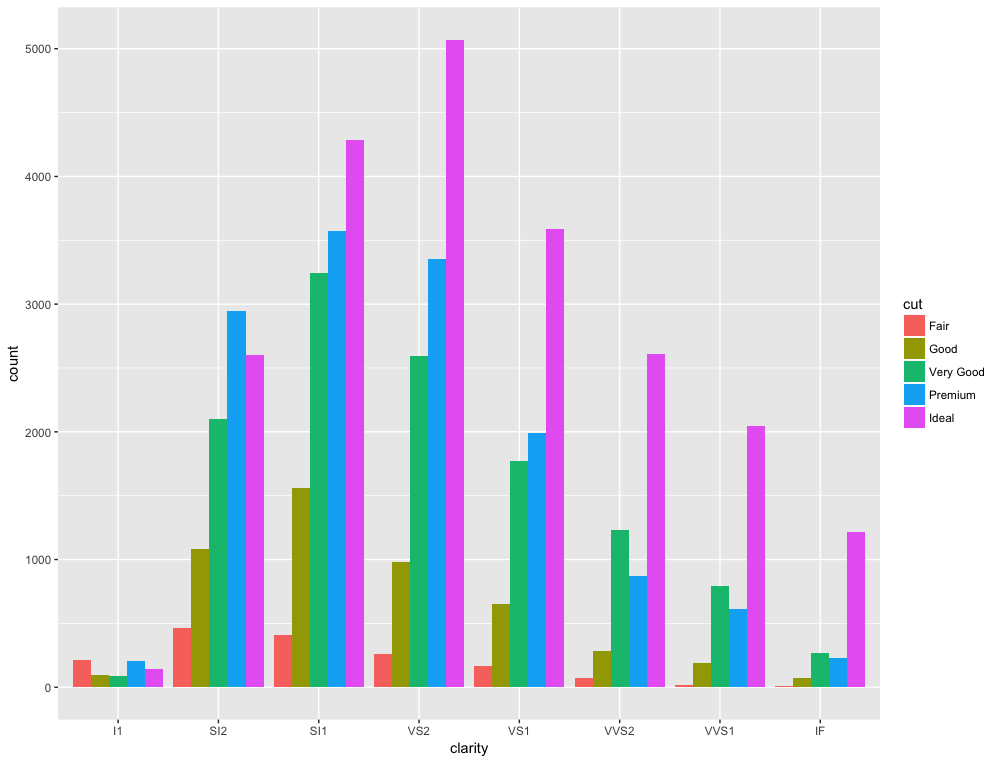 5000
4000
3000
2000
1000
0
count
I1 SI2 SI1 VS2 VS1 VVS2 VVS1 IF
clarity
cut
Fair
Good
Very Good
Premium
Ideal